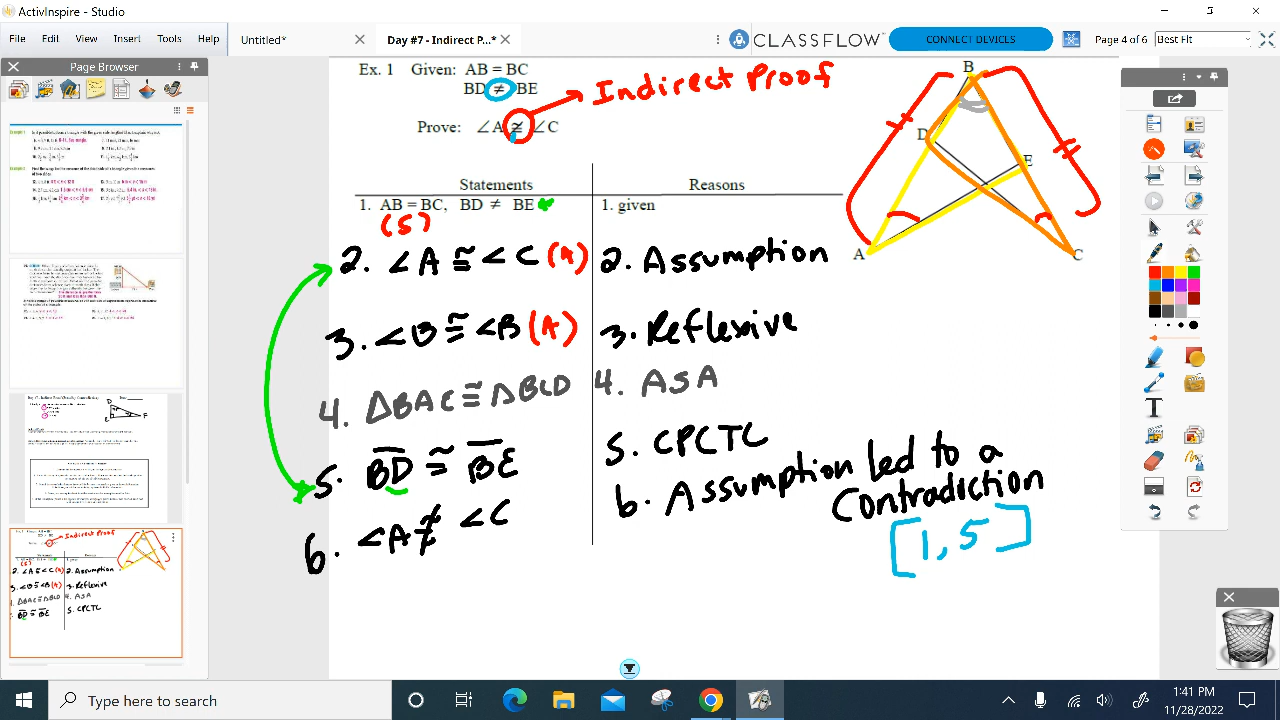 ActivInspire - Studio
File Edit View Insert Tools Help
Untitled*
Day #7 - Indirect P...*
CLASSFLOW
CONNECT DEVICES
Page 4 of 6
Best Fit
Page Browser
Ex. 1 Given: AB = BC
BD ≠ BE
Indirect Proof
Prove: ∠A ≇ ∠C
B
D
E
A
C
Statements Reasons
1. AB = BC, BD ≠ BE 1. given
(S)
2. ∠A ≅ ∠C (A) 2. Assumption
3. ∠B ≅ ∠B (A) 3. Reflexive
4. ΔBAE ≅ ΔBCD 4. ASA
5. BD ≅ BE 5. CPCTC
6. ∠A ≇ ∠C 6. Assumption led to a
Contradiction
[1, 5]
Type here to search
1:41 PM
11/28/2022